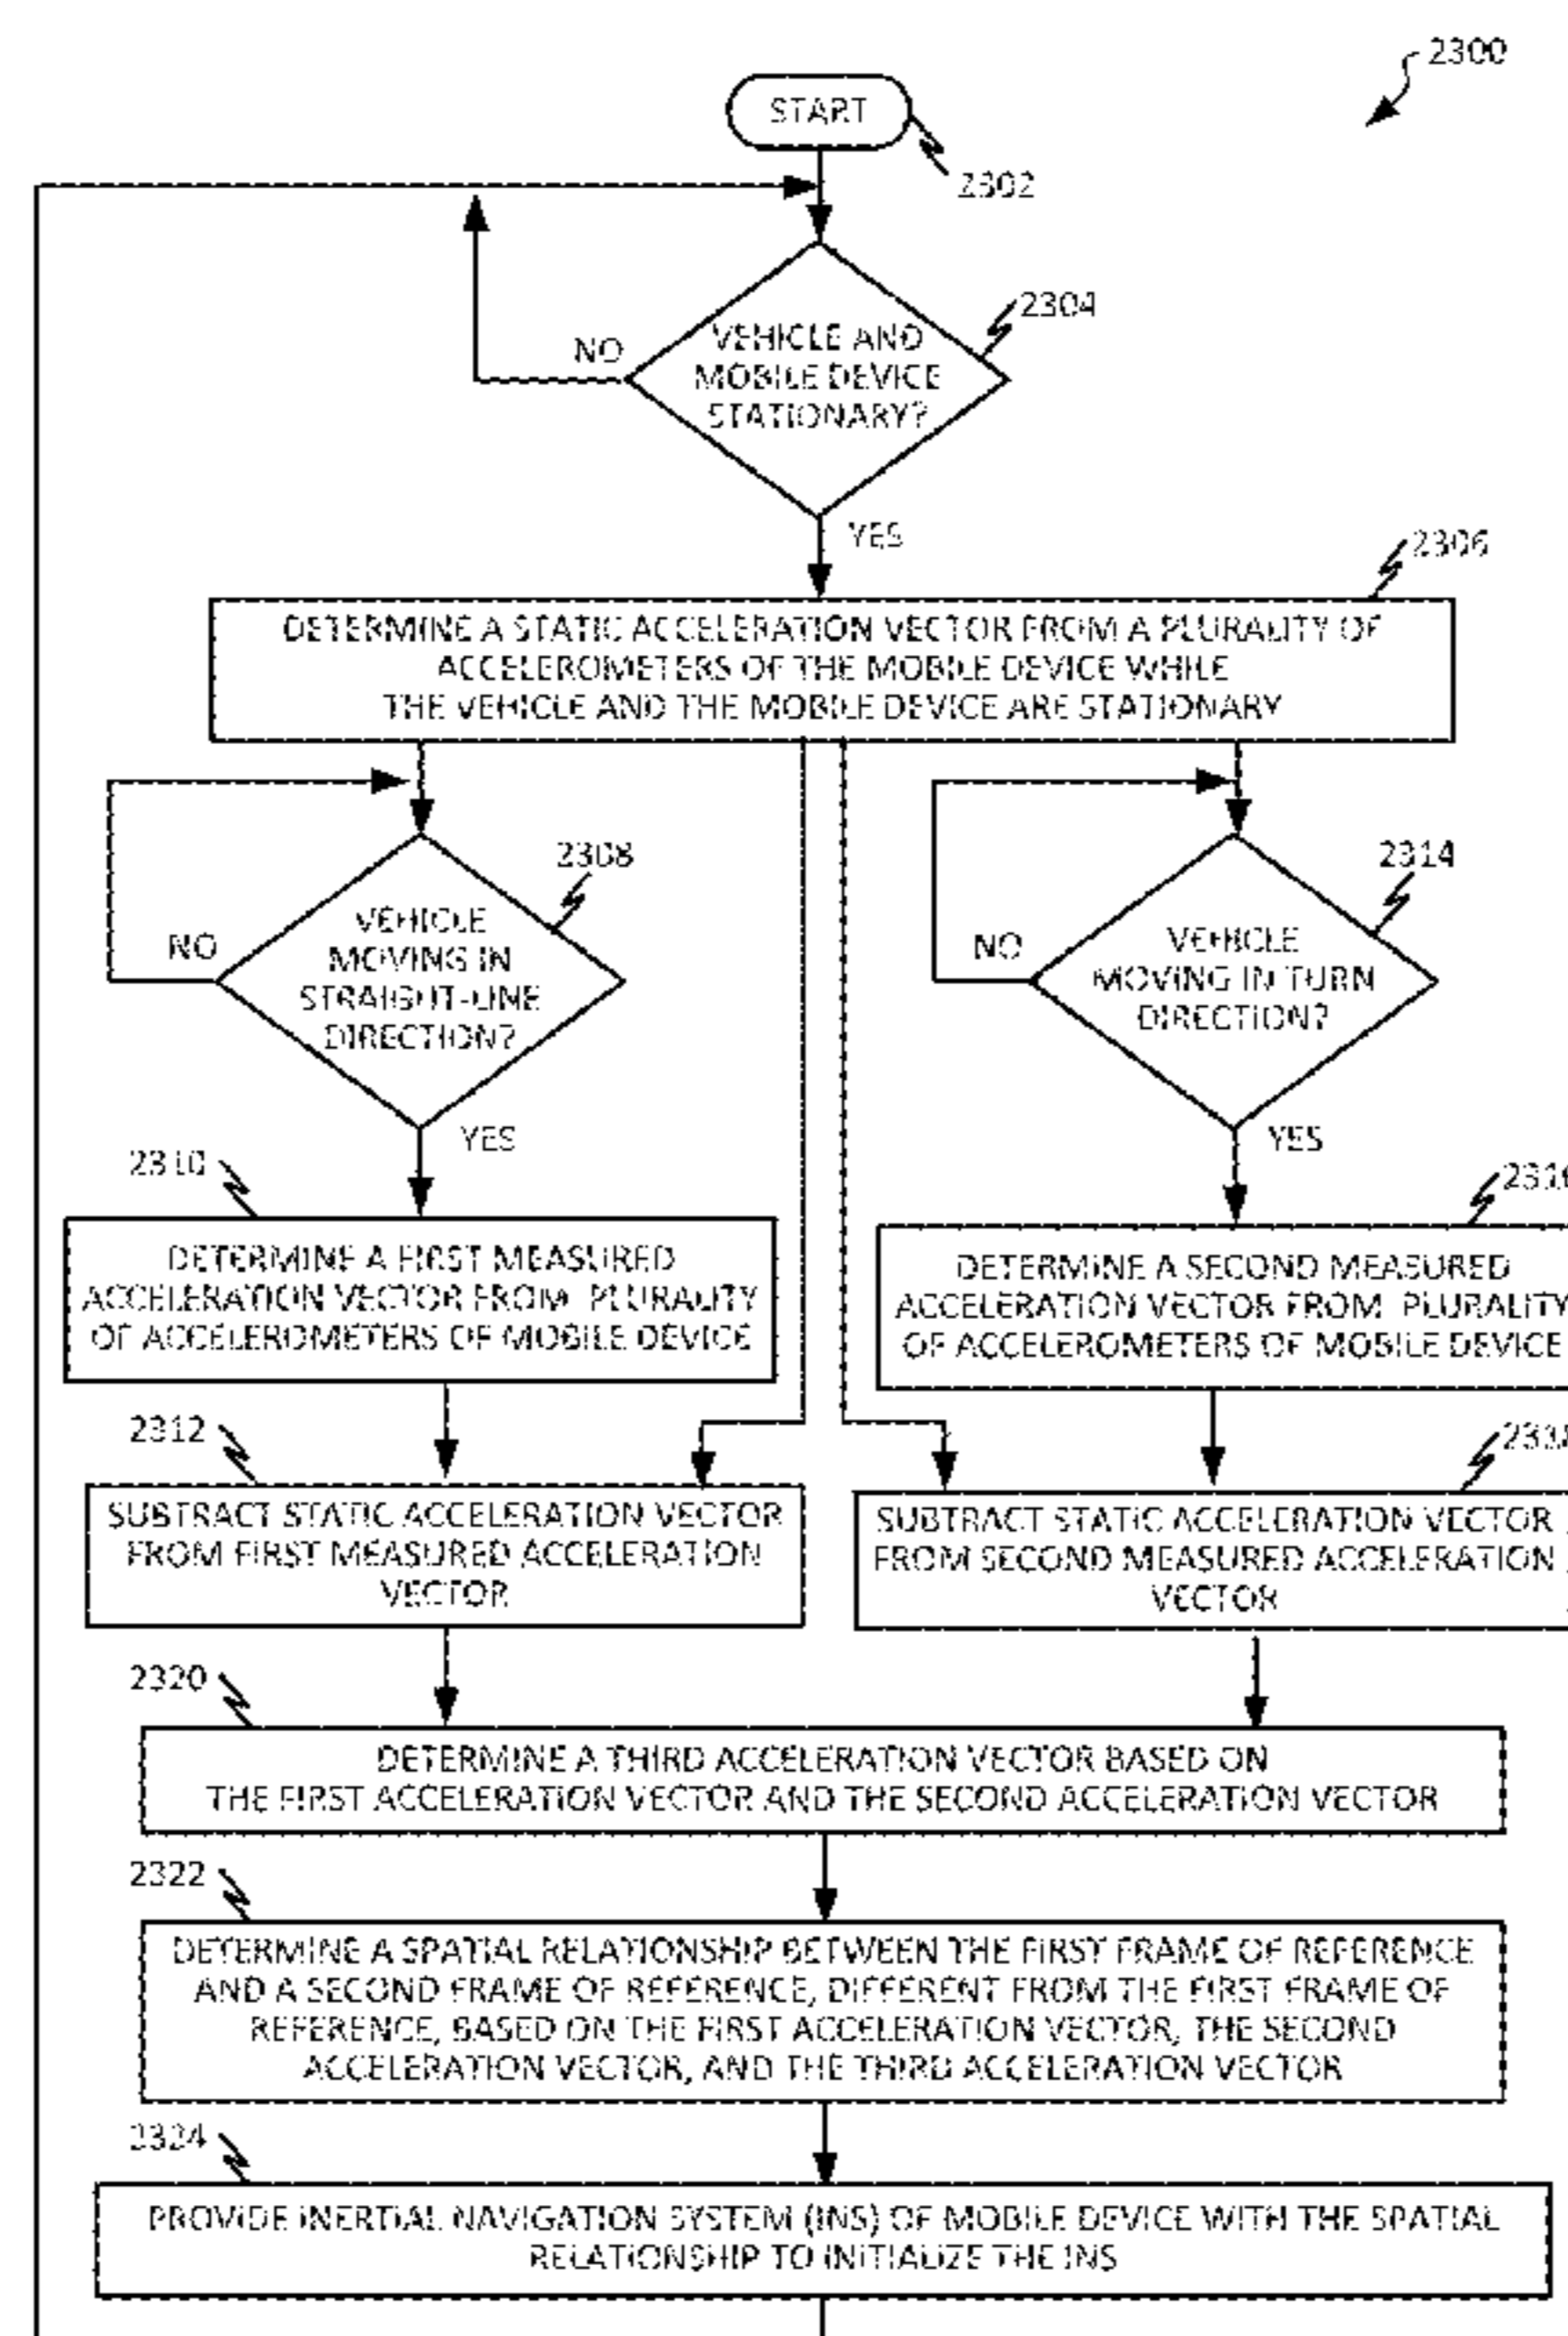 2300
START
2302
2304
NO
VEHICLE AND
MOBILE DEVICE
STATIONARY?
YES
2306
DETERMINE A STATIC ACCELERATION VECTOR FROM A PLURALITY OF
ACCELEROMETERS OF THE MOBILE DEVICE WHILE
THE VEHICLE AND THE MOBILE DEVICE ARE STATIONARY
2308
NO
VEHICLE
MOVING IN
STRAIGHT-LINE
DIRECTION?
YES
2314
NO
VEHICLE
MOVING IN TURN
DIRECTION?
YES
2310
DETERMINE A FIRST MEASURED
ACCELERATION VECTOR FROM PLURALITY
OF ACCELEROMETERS OF MOBILE DEVICE
DETERMINE A SECOND MEASURED
ACCELERATION VECTOR FROM PLURALITY
OF ACCELEROMETERS OF MOBILE DEVICE
2312
SUBTRACT STATIC ACCELERATION VECTOR
FROM FIRST MEASURED ACCELERATION
VECTOR
SUBTRACT STATIC ACCELERATION VECTOR
FROM SECOND MEASURED ACCELERATION
VECTOR
2320
DETERMINE A THIRD ACCELERATION VECTOR BASED ON
THE FIRST ACCELERATION VECTOR AND THE SECOND ACCELERATION VECTOR
2322
DETERMINE A SPATIAL RELATIONSHIP BETWEEN THE FIRST FRAME OF REFERENCE
AND A SECOND FRAME OF REFERENCE, DIFFERENT FROM THE FIRST FRAME OF
REFERENCE, BASED ON THE FIRST ACCELERATION VECTOR, THE SECOND
ACCELERATION VECTOR, AND THE THIRD ACCELERATION VECTOR
2324
PROVIDE INERTIAL NAVIGATION SYSTEM (INS) OF MOBILE DEVICE WITH THE SPATIAL
RELATIONSHIP TO INITIALIZE THE INS